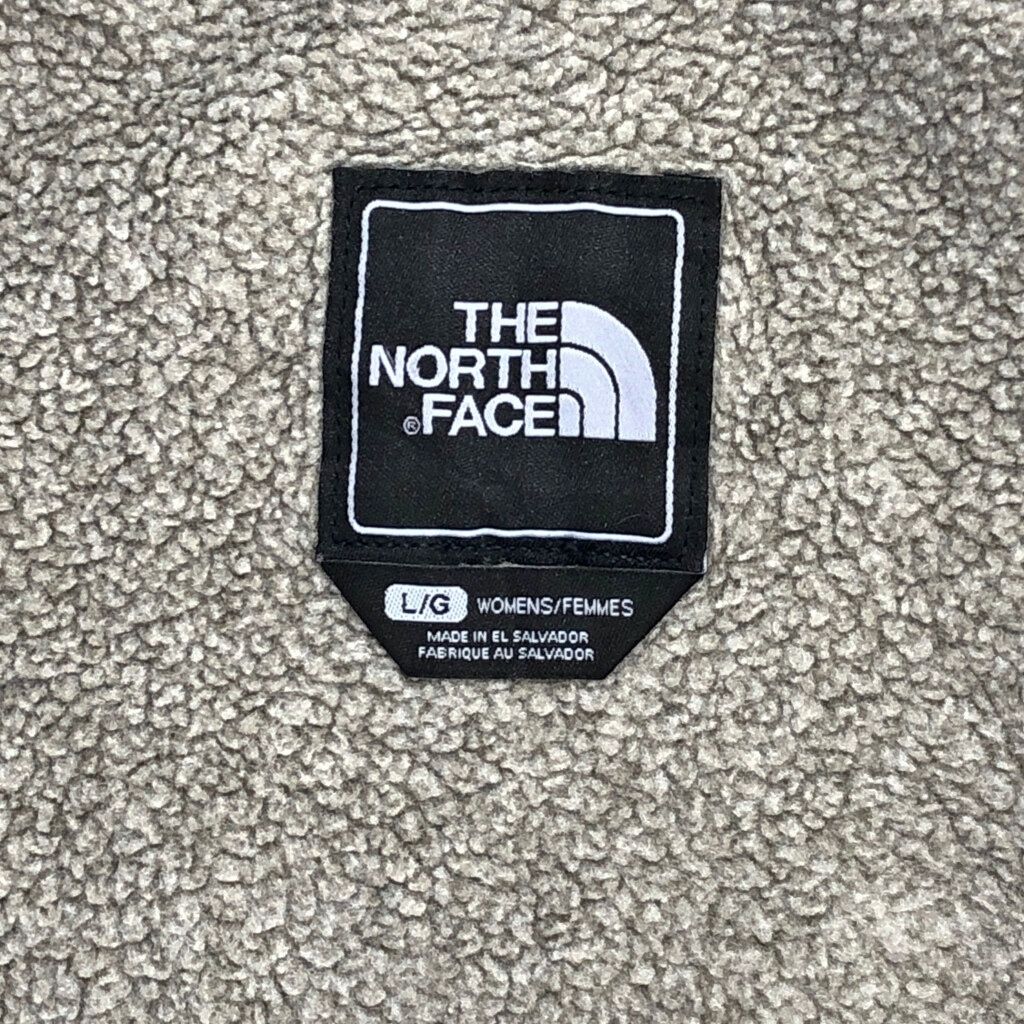 THE
NORTH
® FACE
L/G WOMENS/FEMMES
MADE IN EL SALVADOR
FABRIQUE AU SALVADOR